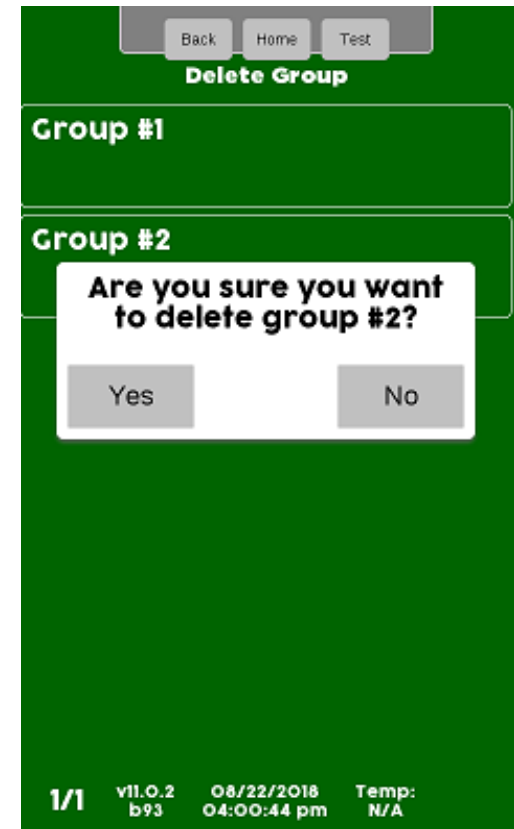 Back Home Test
Delete Group
Group #1
Group #2
Are you sure you want
to delete group #2?
Yes No
1/1 v11.0.2 08/22/2018 Temp:
b93 04:00:44 pm N/A